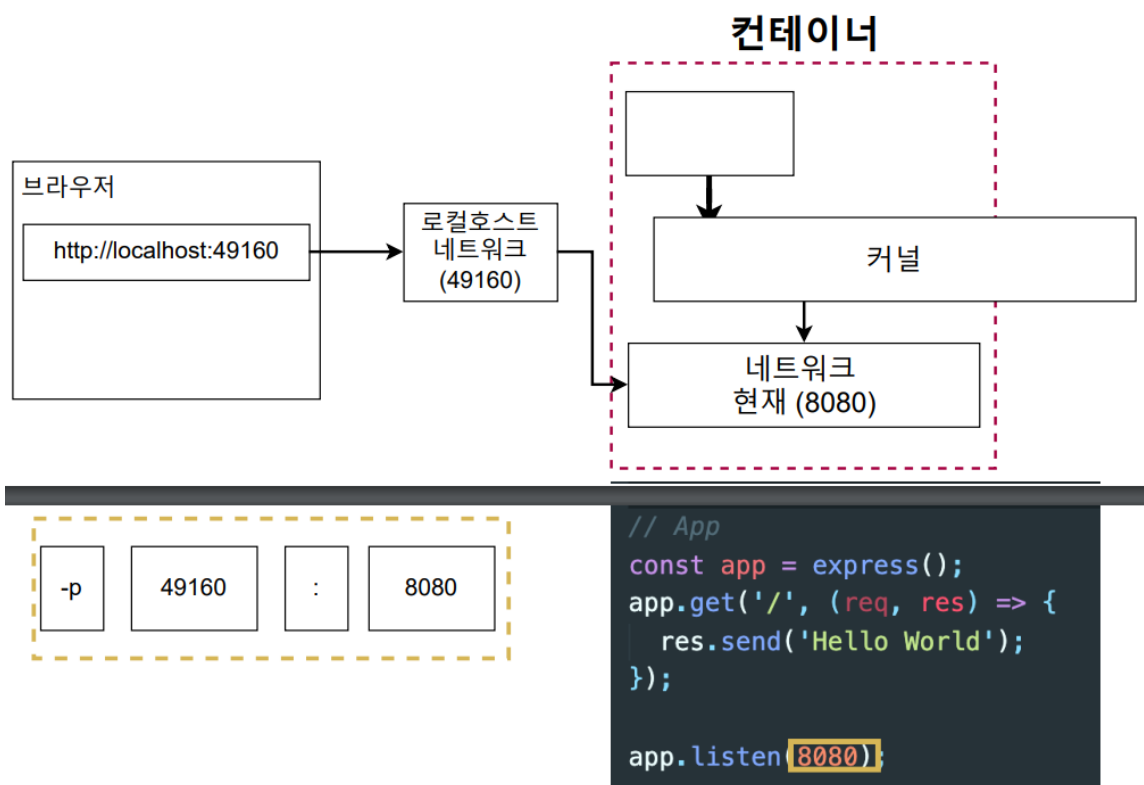 컨테이너
브라우저
http://localhost:49160
로컬호스트
네트워크
(49160)
커널
네트워크
현재 (8080)
-p
49160
:
8080
// App
const app = express();
app.get('/', (req, res) => {
res.send('Hello World');
});
app.listen(8080);